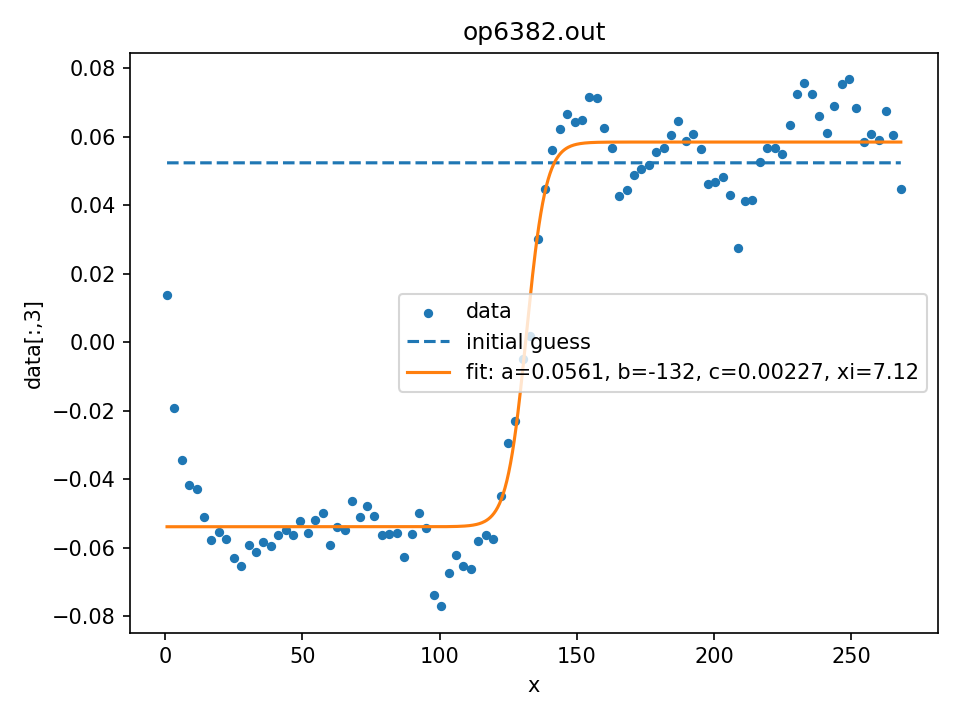 op6382.out
0.08
0.06
0.04
0.02
0.00
−0.02
−0.04
−0.06
−0.08
data[:,3]
data
initial guess
fit: a=0.0561, b=-132, c=0.00227, xi=7.12
0 50 100 150 200 250
x